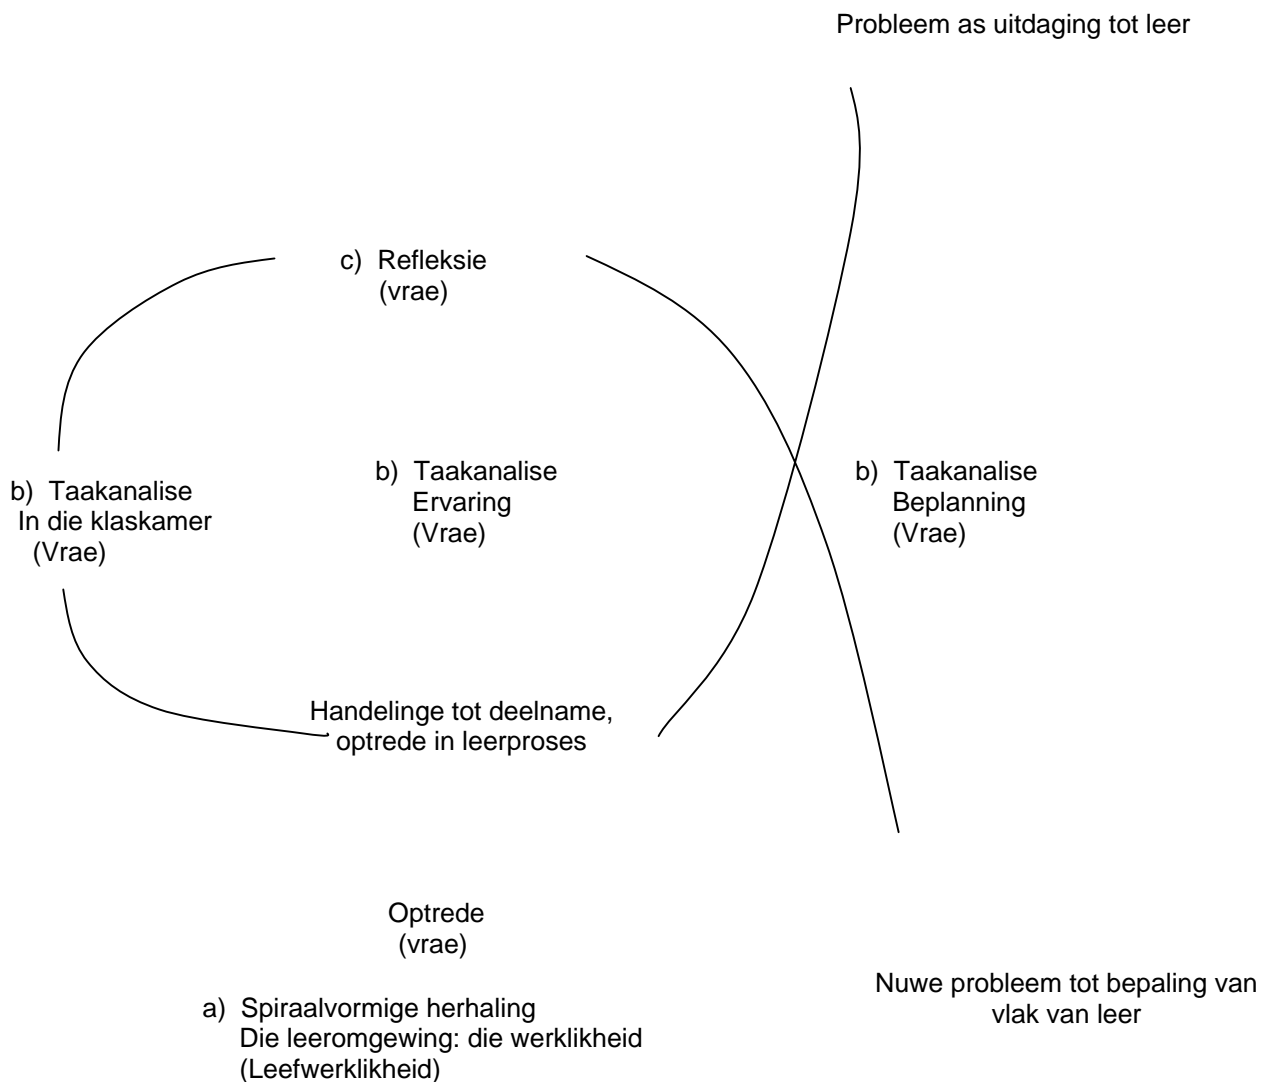 Probleem as uitdaging tot leer
c) Refleksie
(vrae)
b) Taakanalise
In die klaskamer
(Vrae)
b) Taakanalise
Ervaring
(Vrae)
b) Taakanalise
Beplanning
(Vrae)
Handelinge tot deelname,
optrede in leerproses
Optrede
(vrae)
a) Spiraalvormige herhaling
Die leeromgewing: die werklikheid
(Leefwerklikheid)
Nuwe probleem tot bepaling van
vlak van leer